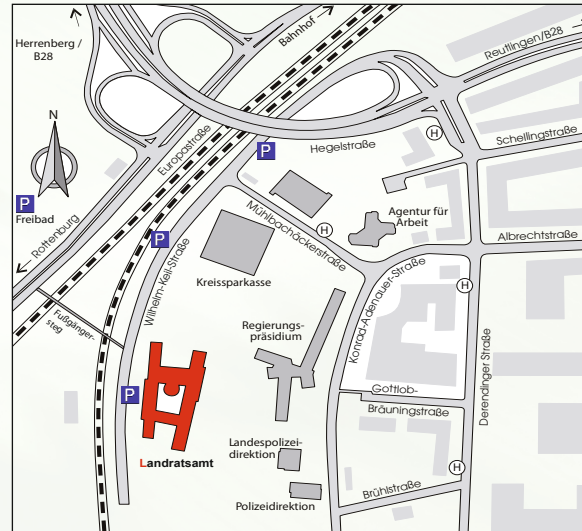 Herrenberg /
B28
Bahnhof
Reutlingen/B28
N
Europastraße
P
Hegelstraße
H
Schellingstraße
P
Freibad
Rottenburg
P
Mühlbachäckerstraße
H
Agentur für
Arbeit
Albrechtstraße
Wilhelm-Keil-Straße
Kreissparkasse
Konrad-Adenauer-Straße
H
Fußgänger-
steg
Regierungs-
präsidium
Derendinger Straße
P
Gottlob-
Bräuningstraße
Landratsamt
Landespolizei-
direktion
H
Brühlstraße
Polizeidirektion